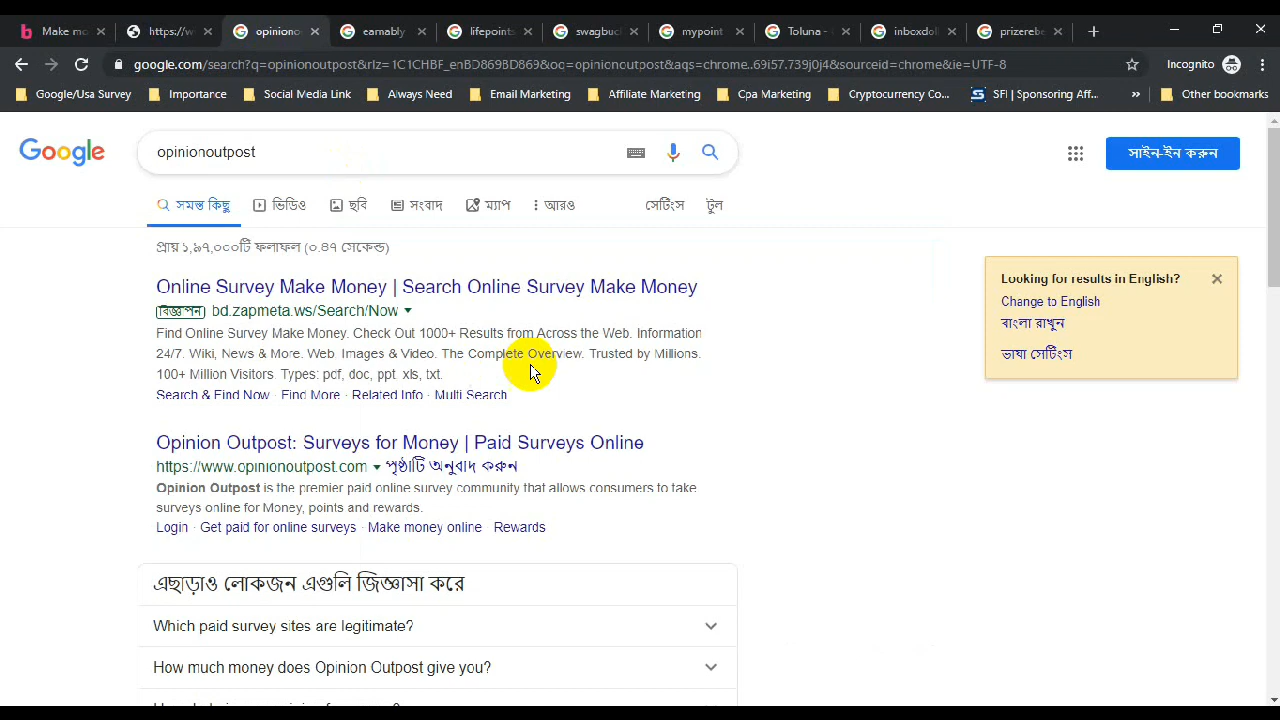 Make mo
https://w
opiniono
earnably
lifepoints
swagbuc
mypoint
Toluna -
inboxdol
prizerebe
google.com/search?q=opinionoutpost&rlz=1C1CHBF_enBD869BD869&oq=opinionoutpost&aqs=chrome..69i57.739j0j4&sourceid=chrome&ie=UTF-8
Incognito
Google/Usa Survey
Importance
Social Media Link
Always Need
Email Marketing
Affiliate Marketing
Cpa Marketing
Cryptocurrency Co...
SFI | Sponsoring Aff...
»
Other bookmarks
Google
opinionoutpost
সাইন-ইন করুন
সমস্ত কিছু
ভিডিও
ছবি
সংবাদ
ম্যাপ
আরও
সেটিংস
টুল
প্রায় ১,৯৭,০০০টি ফলাফল (০.৪৭ সেকেন্ড)
Online Survey Make Money | Search Online Survey Make Money
বিজ্ঞাপন bd.zapmeta.ws/Search/Now
Find Online Survey Make Money. Check Out 1000+ Results from Across the Web. Information
24/7. Wiki, News & More. Web, Images & Video. The Complete Overview. Trusted by Millions.
100+ Million Visitors. Types: pdf, doc, ppt, xls, txt.
Search & Find Now · Find More · Related Info · Multi Search
Looking for results in English?
Change to English
বাংলা রাখুন
ভাষা সেটিংস
Opinion Outpost: Surveys for Money | Paid Surveys Online
https://www.opinionoutpost.com পৃষ্ঠাটি অনুবাদ করুন
Opinion Outpost is the premier paid online survey community that allows consumers to take
surveys online for Money, points and rewards.
Login · Get paid for online surveys · Make money online · Rewards
এছাড়াও লোকজন এগুলি জিজ্ঞাসা করে
Which paid survey sites are legitimate?
How much money does Opinion Outpost give you?